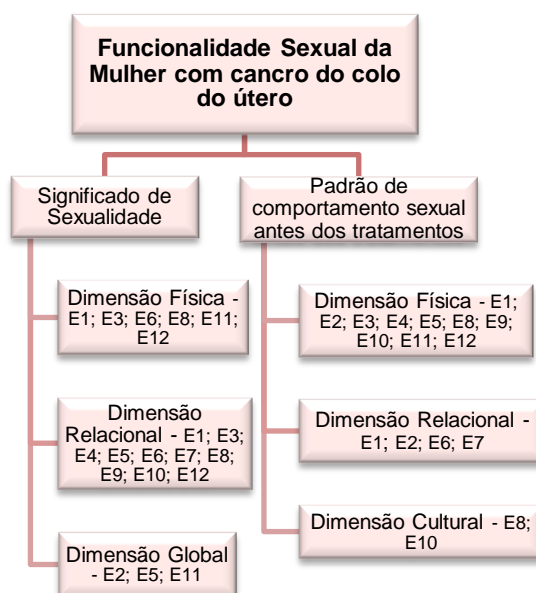 Funcionalidade Sexual da
Mulher com cancro do colo
do útero
Significado de
Sexualidade
Dimensão Física -
E1; E3; E6; E8; E11;
E12
Dimensão
Relacional - E1; E3;
E4; E5; E6; E7; E8;
E9; E10; E12
Dimensão Global
- E2; E5; E11
Padrão de
comportamento sexual
antes dos tratamentos
Dimensão Física - E1;
E2; E3; E4; E5; E8; E9;
E10; E11; E12
Dimensão Relacional -
E1; E2; E6; E7
Dimensão Cultural - E8;
E10